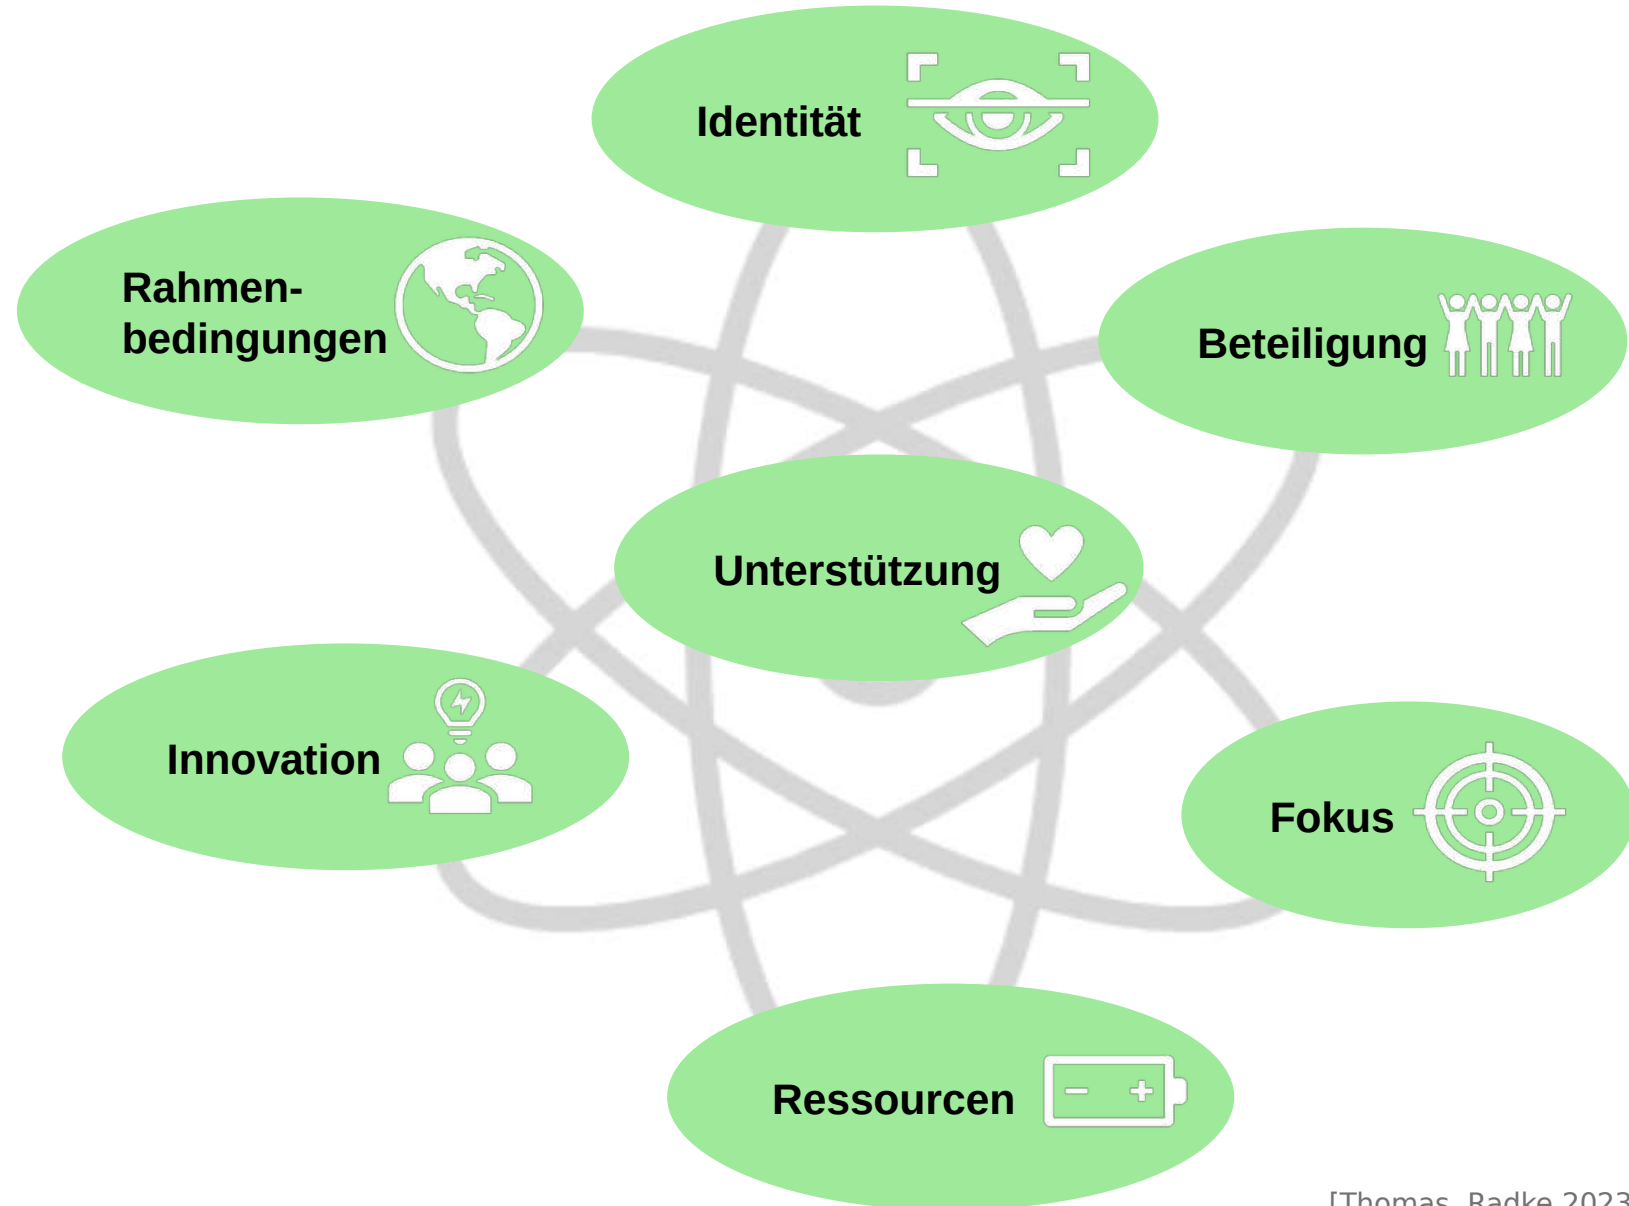 Identität
Rahmen-
bedingungen
Beteiligung
Unterstützung
Innovation
Fokus
Ressourcen
[Thomas, Radke 2023